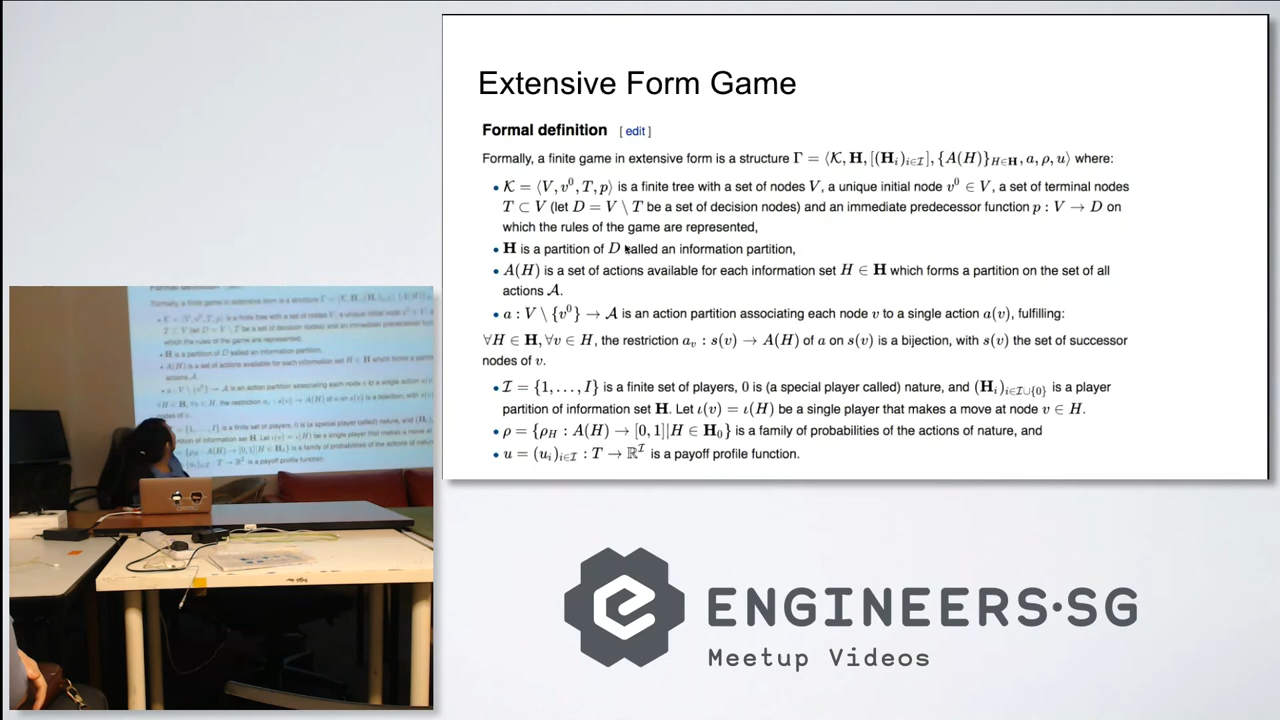 Extensive Form Game
Formal definition [ edit ]
Formally, a finite game in extensive form is a structure Γ = ⟨𝒦, 𝐇, [(𝐇ᵢ)ᵢ∈ℐ], {A(H)}H∈𝐇, a, ρ, u⟩ where:
• 𝒦 = ⟨V, v⁰, T, p⟩ is a finite tree with a set of nodes V, a unique initial node v⁰ ∈ V, a set of terminal nodes
T ⊂ V (let D = V \ T be a set of decision nodes) and an immediate predecessor function p : V → D on
which the rules of the game are represented,
• 𝐇 is a partition of D called an information partition,
• A(H) is a set of actions available for each information set H ∈ 𝐇 which forms a partition on the set of all
actions 𝒜.
• a : V \ {v⁰} → 𝒜 is an action partition associating each node v to a single action a(v), fulfilling:
∀H ∈ 𝐇, ∀v ∈ H, the restriction aᵥ : s(v) → A(H) of a on s(v) is a bijection, with s(v) the set of successor
nodes of v.
• ℐ = {1, . . . , I} is a finite set of players, 0 is (a special player called) nature, and (𝐇ᵢ)ᵢ∈ℐ∪{0} is a player
partition of information set 𝐇. Let ι(v) = ι(H) be a single player that makes a move at node v ∈ H.
• ρ = {ρH : A(H) → [0, 1]|H ∈ 𝐇₀} is a family of probabilities of the actions of nature, and
• u = (uᵢ)ᵢ∈ℐ : T → ℝ^ℐ is a payoff profile function.
ENGINEERS·SG
Meetup Videos